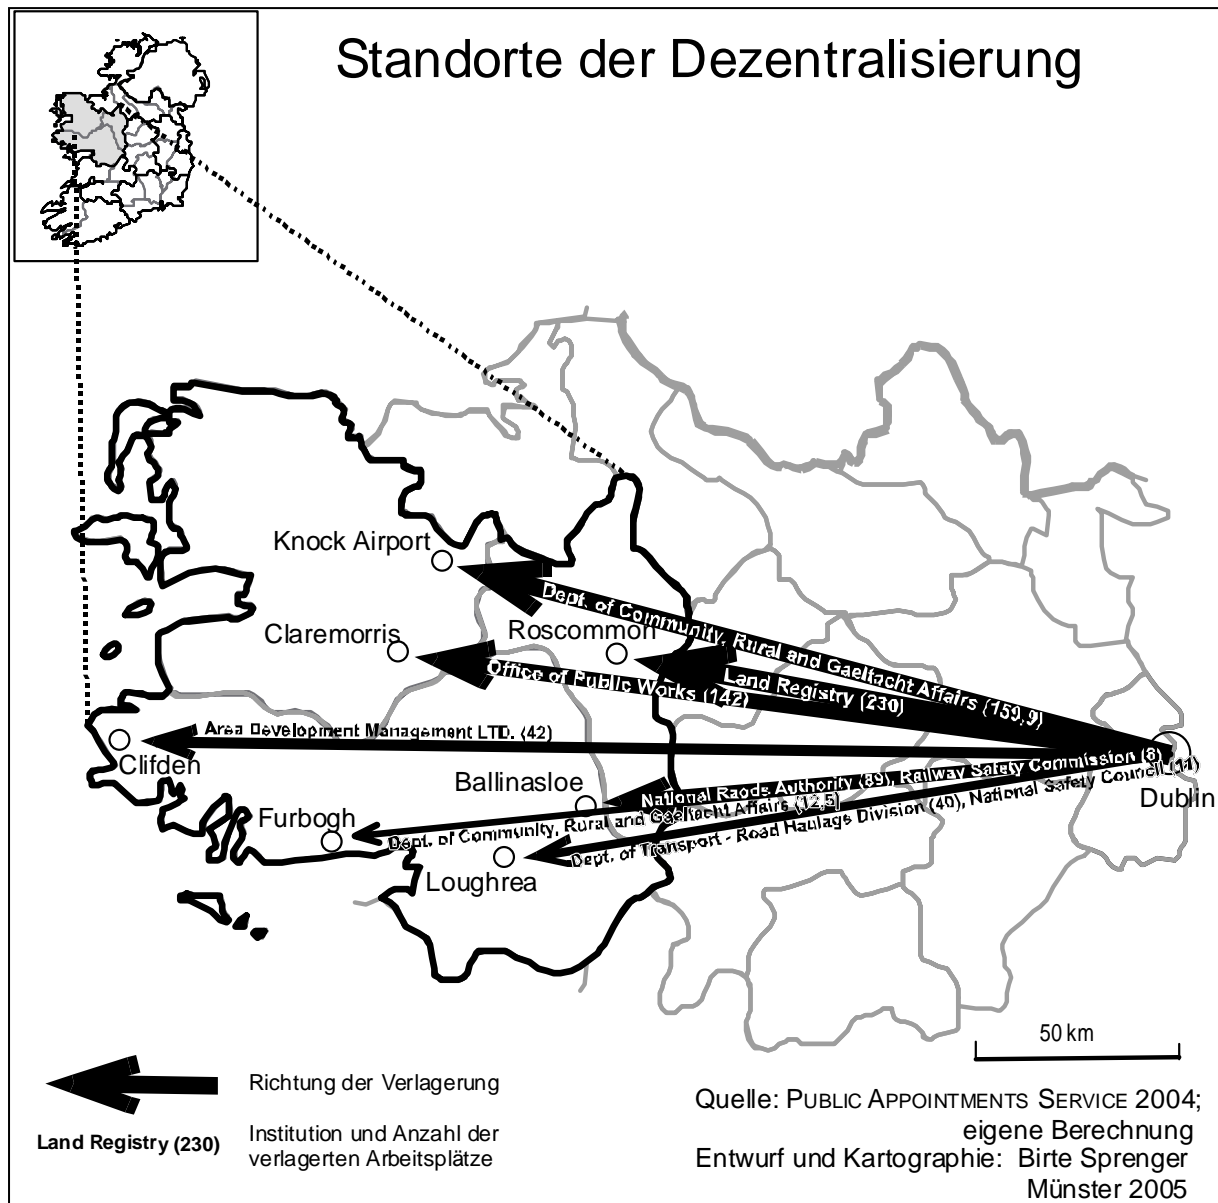 Standorte der Dezentralisierung
Knock Airport
Dept. of Community, Rural and Gaeltacht Affairs (159,9)
Claremorris
Roscommon
Office of Public Works (142)
Land Registry (230)
Area Development Management LTD. (42)
Clifden
Ballinasloe
National Raods Authority (89), Railway Safety Commission (8)
Dublin
Furbogh
Dept. of Community, Rural and Gaeltacht Affairs (12,5)
Dept. of Transport - Road Haulags Division (40), National Safety Council (11)
Loughrea
50 km
Richtung der Verlagerung
Land Registry (230)
Institution und Anzahl der
verlagerten Arbeitsplätze
Quelle: PUBLIC APPOINTMENTS SERVICE 2004;
eigene Berechnung
Entwurf und Kartographie: Birte Sprenger
Münster 2005